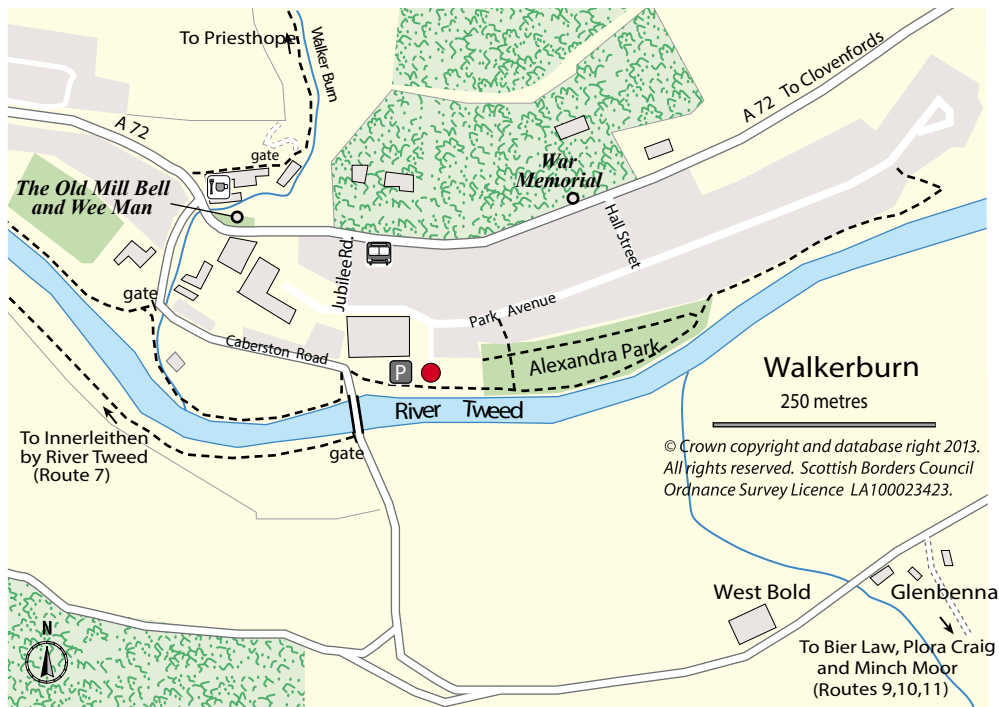 To Priesthope
Walker Burn
A 72 To Clovenfords
A 72
gate
War
Memorial
The Old Mill Bell
and Wee Man
Hall Street
Jubilee Rd.
gate
Park Avenue
Caberston Road
Alexandra Park
P
Walkerburn
250 metres
River Tweed
To Innerleithen
by River Tweed
(Route 7)
gate
© Crown copyright and database right 2013.
All rights reserved. Scottish Borders Council
Ordnance Survey Licence LA100023423.
West Bold
Glenbenna
N
To Bier Law, Plora Craig
and Minch Moor
(Routes 9,10,11)